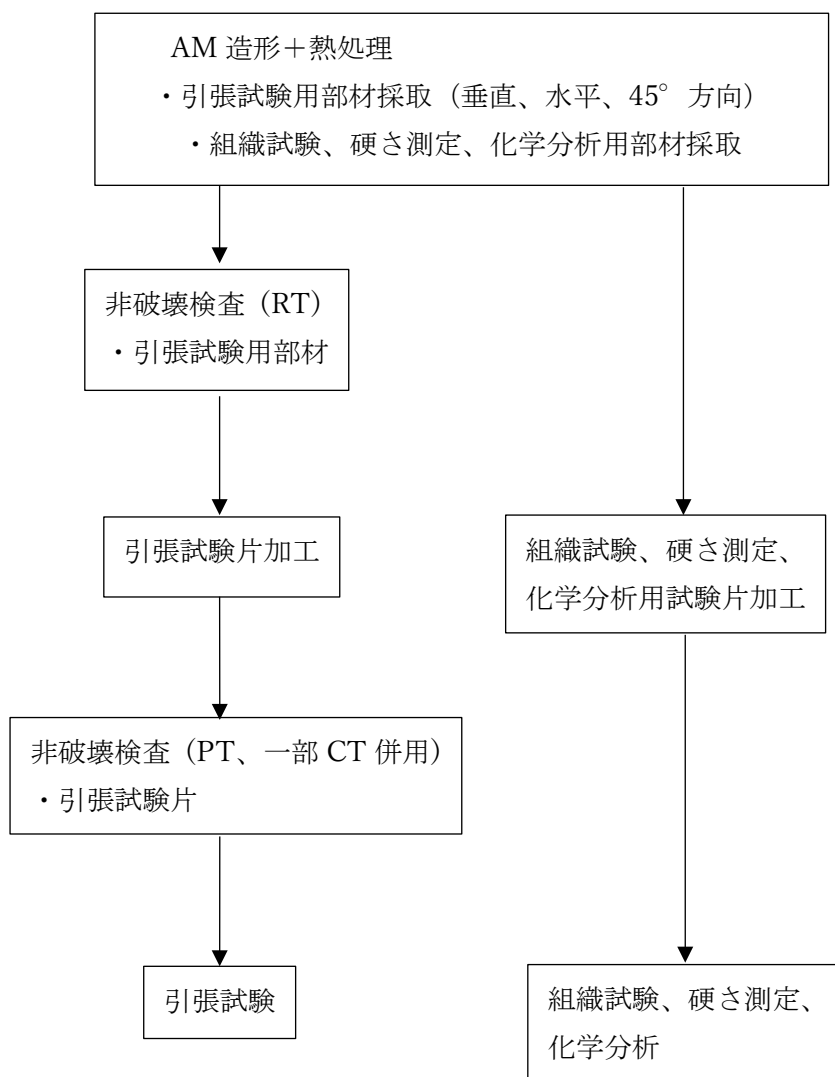 AM 造形＋熱処理
・引張試験用部材採取（垂直、水平、45°方向）
・組織試験、硬さ測定、化学分析用部材採取
非破壊検査（RT）
・引張試験用部材
引張試験片加工
組織試験、硬さ測定、
化学分析用試験片加工
非破壊検査（PT、一部 CT 併用）
・引張試験片
引張試験
組織試験、硬さ測定、
化学分析